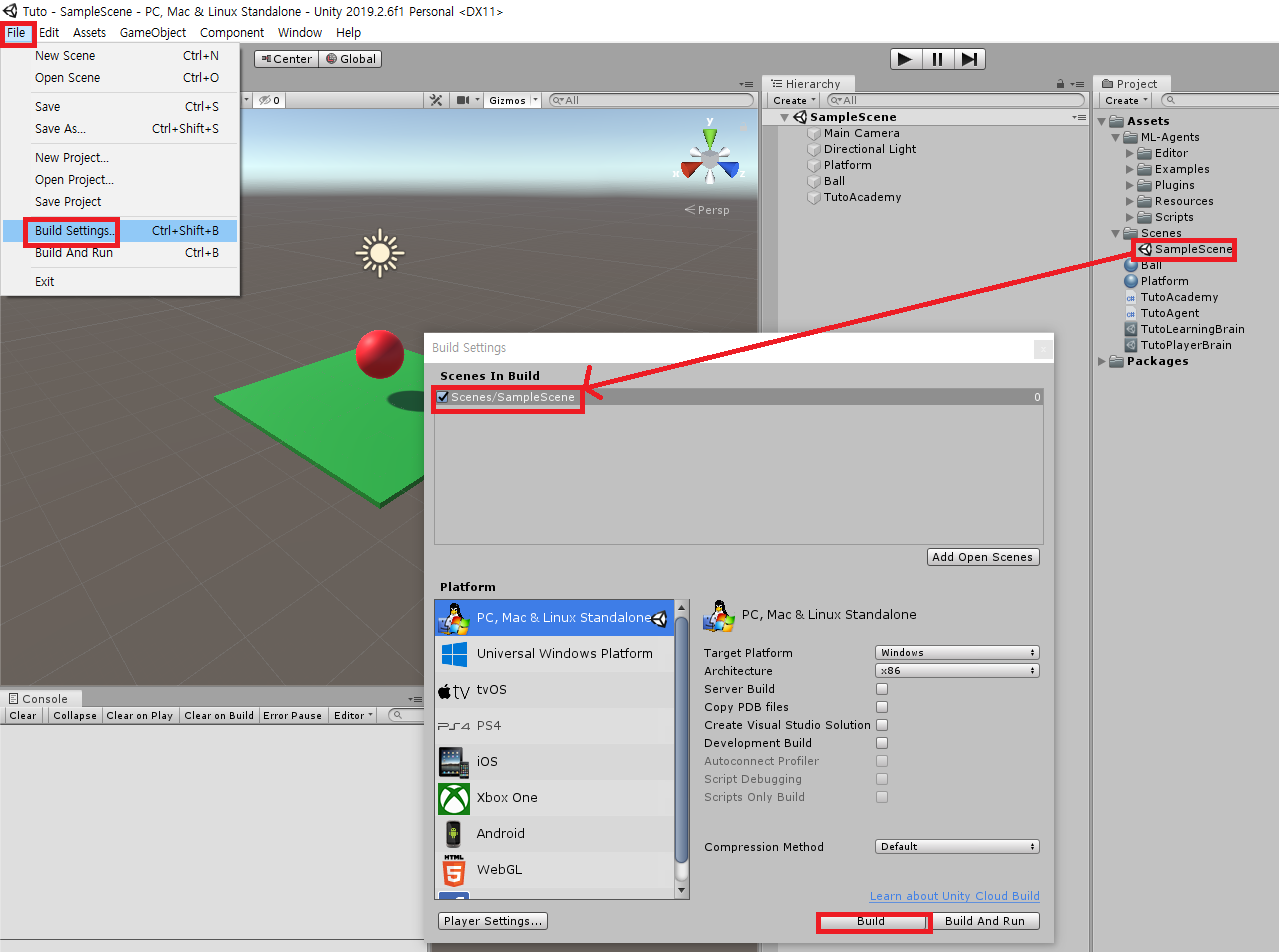 Tuto - SampleScene - PC, Mac & Linux Standalone - Unity 2019.2.6f1 Personal <DX11>
File Edit Assets GameObject Component Window Help
New Scene Ctrl+N
Open Scene Ctrl+O
Save Ctrl+S
Save As... Ctrl+Shift+S
New Project...
Open Project...
Save Project
Build Settings... Ctrl+Shift+B
Build And Run Ctrl+B
Exit
Center Global
0 Gizmos All
y
x
z
Persp
Hierarchy
Create All
SampleScene
Main Camera
Directional Light
Platform
Ball
TutoAcademy
Project
Create
Assets
ML-Agents
Editor
Examples
Plugins
Resources
Scripts
Scenes
SampleScene
Ball
Platform
TutoAcademy
TutoAgent
TutoLearningBrain
TutoPlayerBrain
Packages
Build Settings
x
Scenes In Build
Scenes/SampleScene 0
Add Open Scenes
Platform
PC, Mac & Linux Standalone
Universal Windows Platform
tv tvOS
PS4 PS4
iOS
Xbox One
Android
HTML
5 WebGL
PC, Mac & Linux Standalone
Target Platform Windows
Architecture x86
Server Build
Copy PDB files
Create Visual Studio Solution
Development Build
Autoconnect Profiler
Script Debugging
Scripts Only Build
Compression Method Default
Learn about Unity Cloud Build
Player Settings... Build Build And Run
Console
Clear Collapse Clear on Play Clear on Build Error Pause Editor